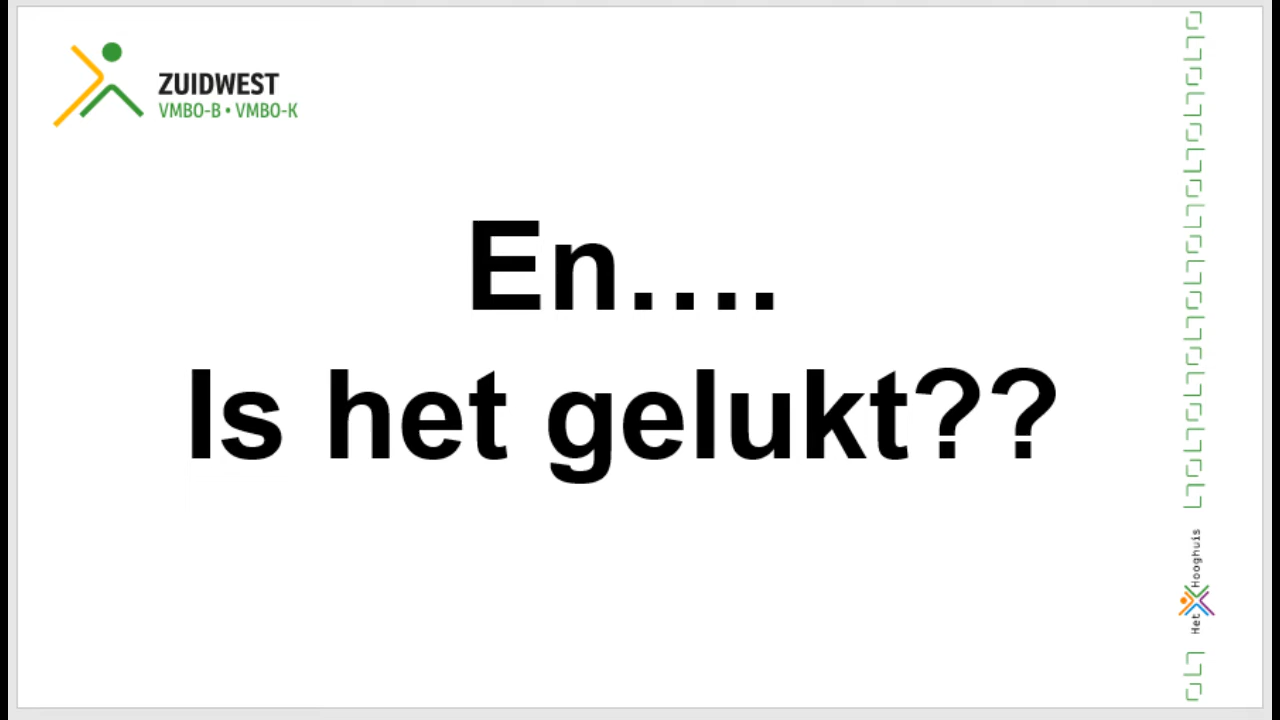 ZUIDWEST
VMBO-B • VMBO-K
En....
Is het gelukt??
Het Hooghuis